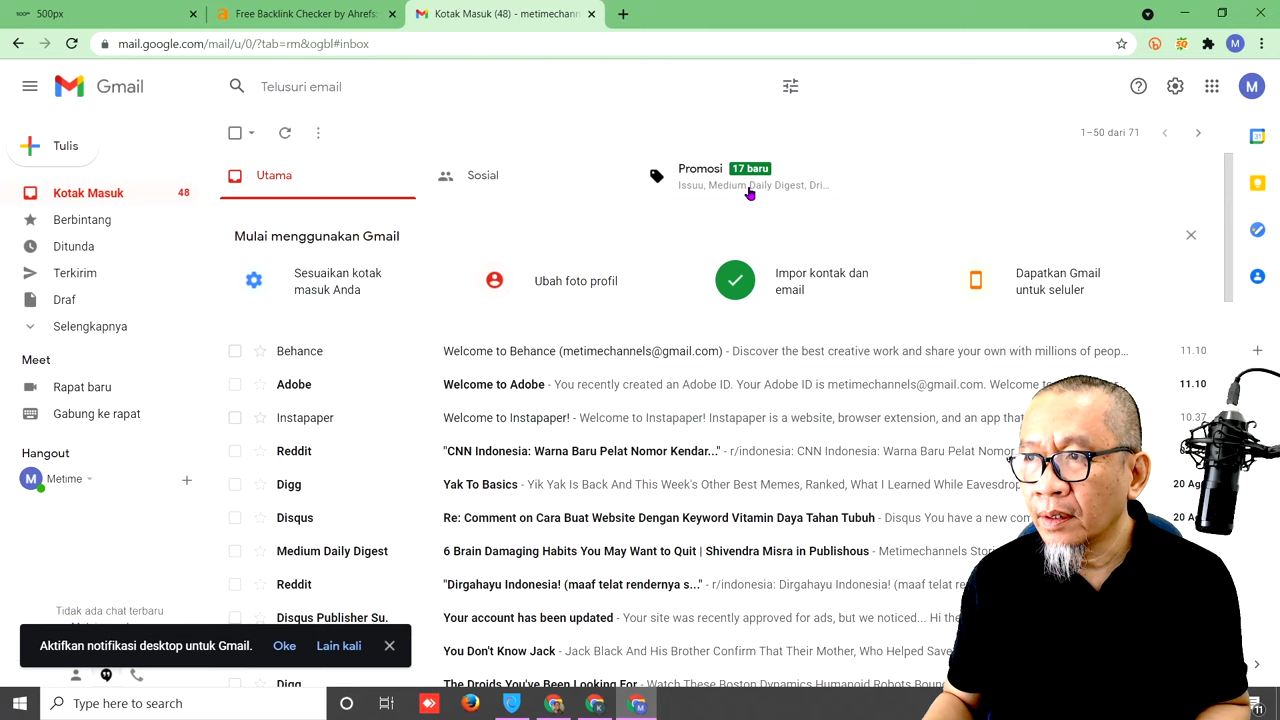 500px
Free Backlink Checker by Ahrefs:
Kotak Masuk (48) - metimechann
mail.google.com/mail/u/0/?tab=rm&ogbl#inbox
M
Gmail
Telusuri email
M
Tulis
1–50 dari 71
Kotak Masuk 48
Berbintang
Ditunda
Terkirim
Draf
Selengkapnya
Meet
Rapat baru
Gabung ke rapat
Hangout
M Metime
Tidak ada chat terbaru
Utama
Sosial
Promosi 17 baru
Issuu, Medium Daily Digest, Dri...
Mulai menggunakan Gmail
Sesuaikan kotak
masuk Anda
Ubah foto profil
Impor kontak dan
email
Dapatkan Gmail
untuk seluler
Behance Welcome to Behance (metimechannels@gmail.com) - Discover the best creative work and share your own with millions of peop... 11.10
Adobe Welcome to Adobe - You recently created an Adobe ID. Your Adobe ID is metimechannels@gmail.com. Welcome 11.10
Instapaper Welcome to Instapaper! - Welcome to Instapaper! Instapaper is a website, browser extension, and an app 10.37
Reddit "CNN Indonesia: Warna Baru Pelat Nomor Kendar..." - r/indonesia: CNN Indonesia: Warna Baru Pelat Nomor
Digg Yak To Basics - Yik Yak Is Back And This Week's Other Best Memes, Ranked, What I Learned While Eavesdrop 20
Disqus Re: Comment on Cara Buat Website Dengan Keyword Vitamin Daya Tahan Tubuh - Disqus You have a new 20
Medium Daily Digest 6 Brain Damaging Habits You May Want to Quit | Shivendra Misra in Publishous - Metimechannels
Reddit "Dirgahayu Indonesia! (maaf telat rendernya s..." - r/indonesia: Dirgahayu Indonesia! (maaf telat rendernya
Disqus Publisher Su. Your account has been updated - Your site was recently approved for ads, but we noticed... Hi
You Don't Know Jack - Jack Black And His Brother Confirm That Their Mother, Who Helped
Digg The Droids You've Been Looking For - Watch These Boston Dynamics Humanoid Robots
Aktifkan notifikasi desktop untuk Gmail. Oke Lain kali
Type here to search
11